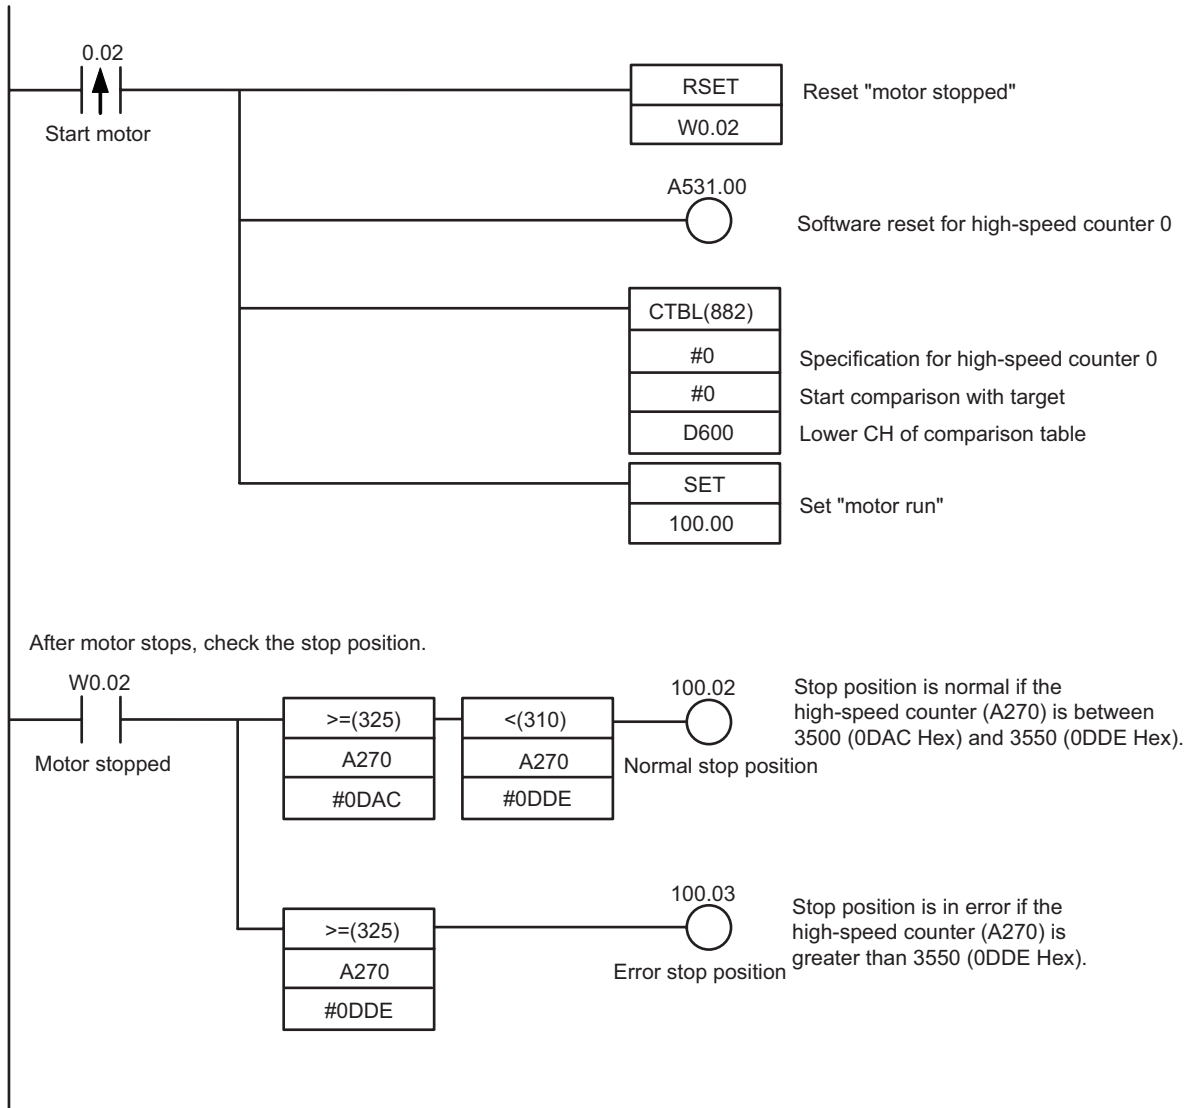 0.02
Start motor
RSET
W0.02
Reset "motor stopped"
A531.00
Software reset for high-speed counter 0
CTBL(882)
#0
Specification for high-speed counter 0
#0
Start comparison with target
D600
Lower CH of comparison table
SET
100.00
Set "motor run"
After motor stops, check the stop position.
W0.02
Motor stopped
>=(325)
A270
#0DAC
<(310)
A270
#0DDE
100.02
Normal stop position
Stop position is normal if the
high-speed counter (A270) is between
3500 (0DAC Hex) and 3550 (0DDE Hex).
>=(325)
A270
#0DDE
100.03
Error stop position
Stop position is in error if the
high-speed counter (A270) is
greater than 3550 (0DDE Hex).